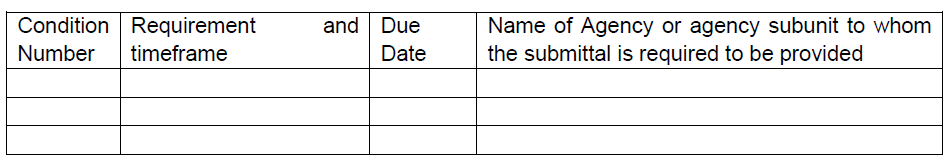 Condition Requirement and Due Name of Agency or agency subunit to whom
Number timeframe Date the submittal is required to be provided